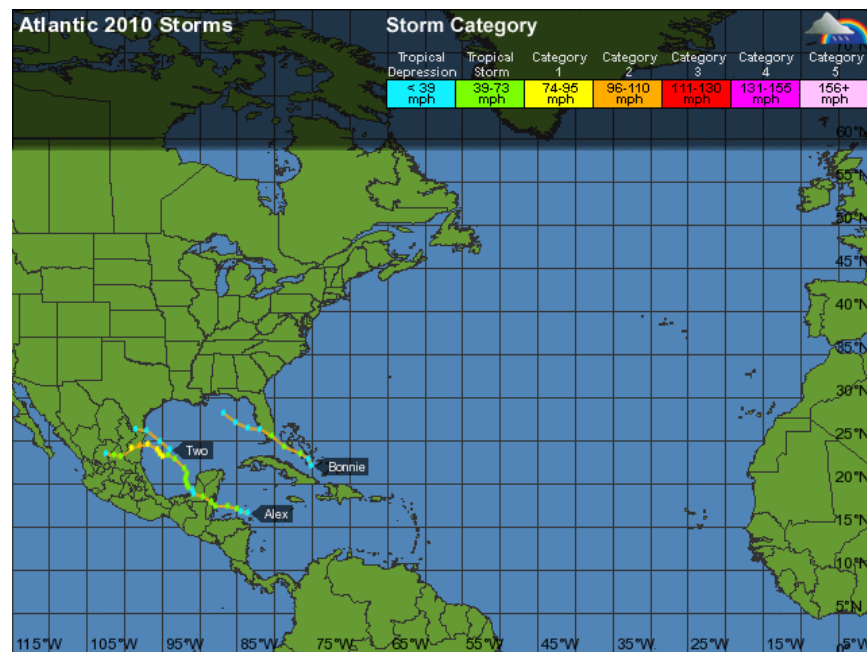 Atlantic 2010 Storms
Storm Category
Tropical Depression
Tropical Storm
Category 1
Category 2
Category 3
Category 4
Category 5
< 39 mph
39-73 mph
74-95 mph
96-110 mph
111-130 mph
131-155 mph
156+ mph
60°N
55°N
50°N
45°N
40°N
35°N
30°N
25°N
20°N
15°N
10°N
5°N
Two
Bonnie
Alex
115°W 105°W 95°W 85°W 75°W 65°W 55°W 45°W 35°W 25°W 15°W 5°W